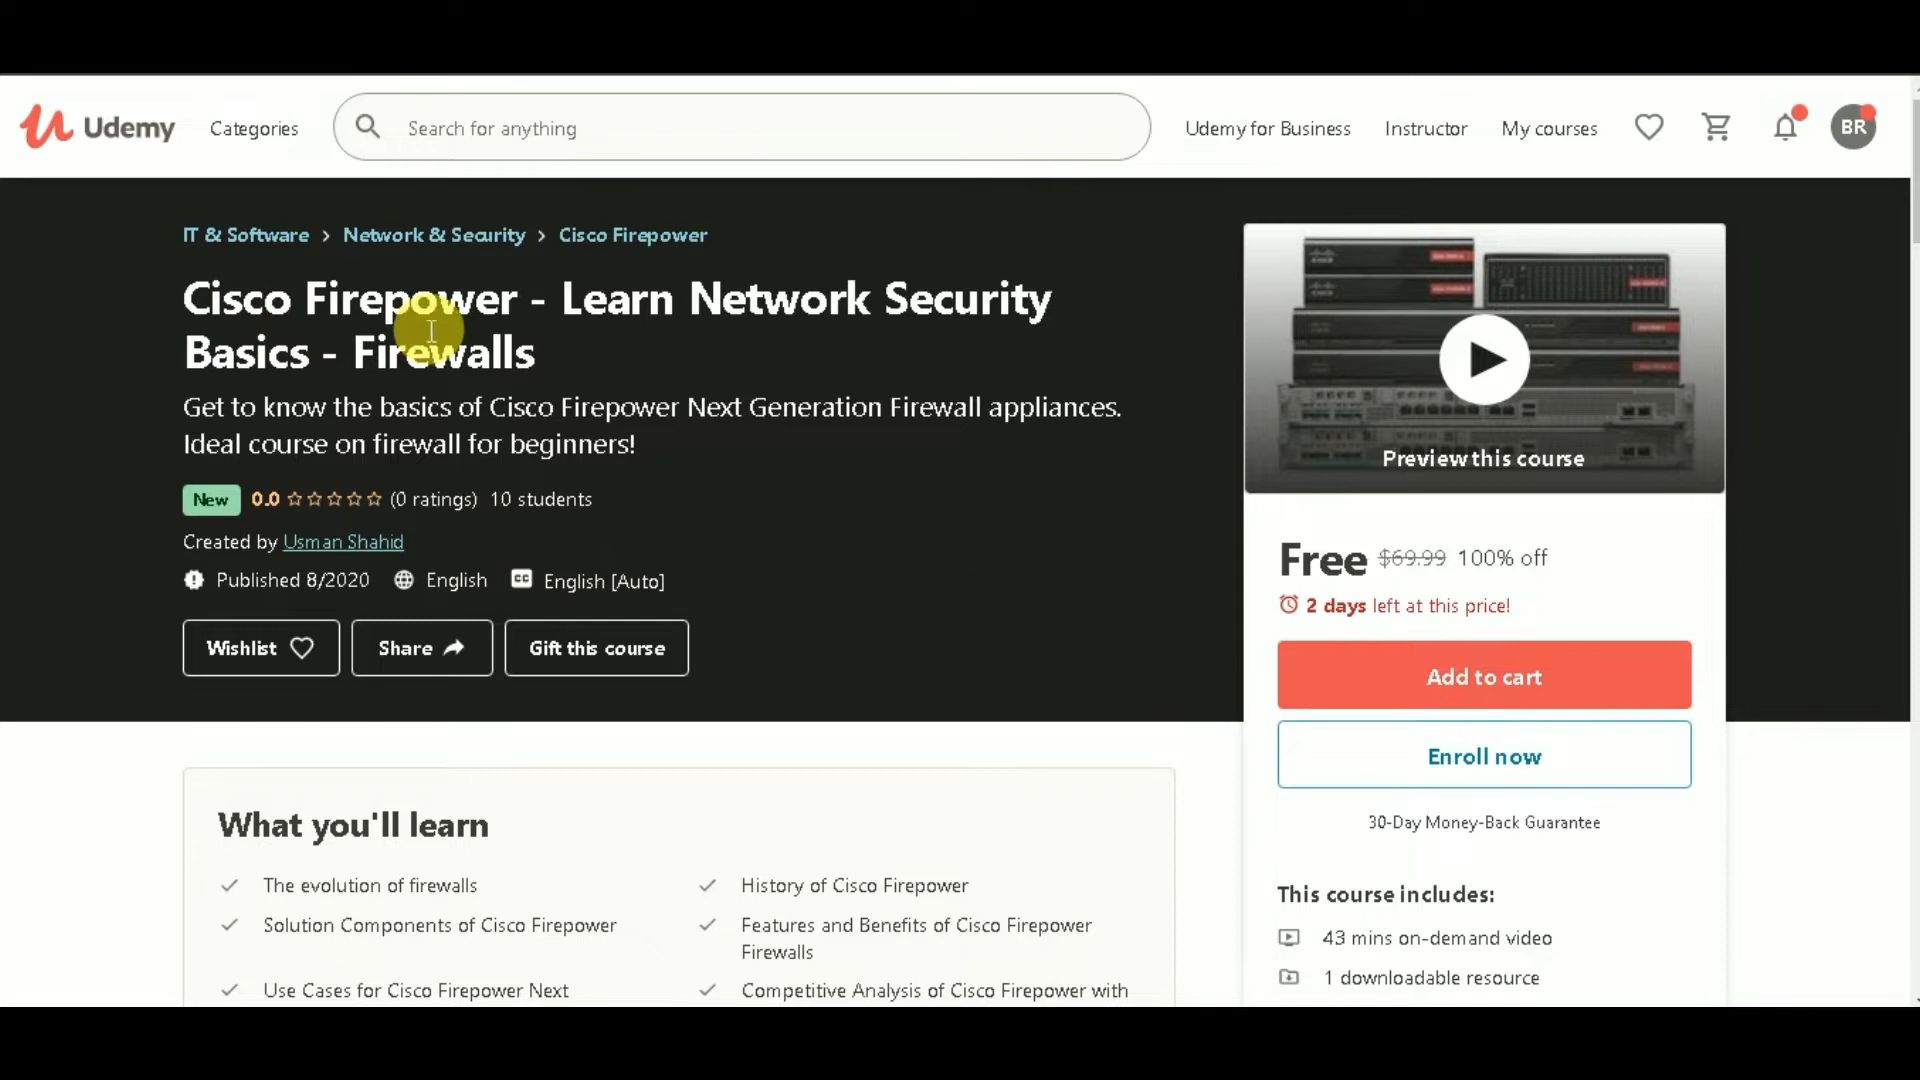 Udemy
Categories
Search for anything
Udemy for Business
Instructor
My courses
BR
IT & Software > Network & Security > Cisco Firepower
Cisco Firepower - Learn Network Security
Basics - Firewalls
Get to know the basics of Cisco Firepower Next Generation Firewall appliances.
Ideal course on firewall for beginners!
New 0.0 (0 ratings) 10 students
Created by Usman Shahid
Published 8/2020 English CC English [Auto]
Wishlist
Share
Gift this course
Preview this course
Free $69.99 100% off
2 days left at this price!
Add to cart
Enroll now
30-Day Money-Back Guarantee
This course includes:
43 mins on-demand video
1 downloadable resource
What you'll learn
The evolution of firewalls
Solution Components of Cisco Firepower
Use Cases for Cisco Firepower Next
History of Cisco Firepower
Features and Benefits of Cisco Firepower
Firewalls
Competitive Analysis of Cisco Firepower with